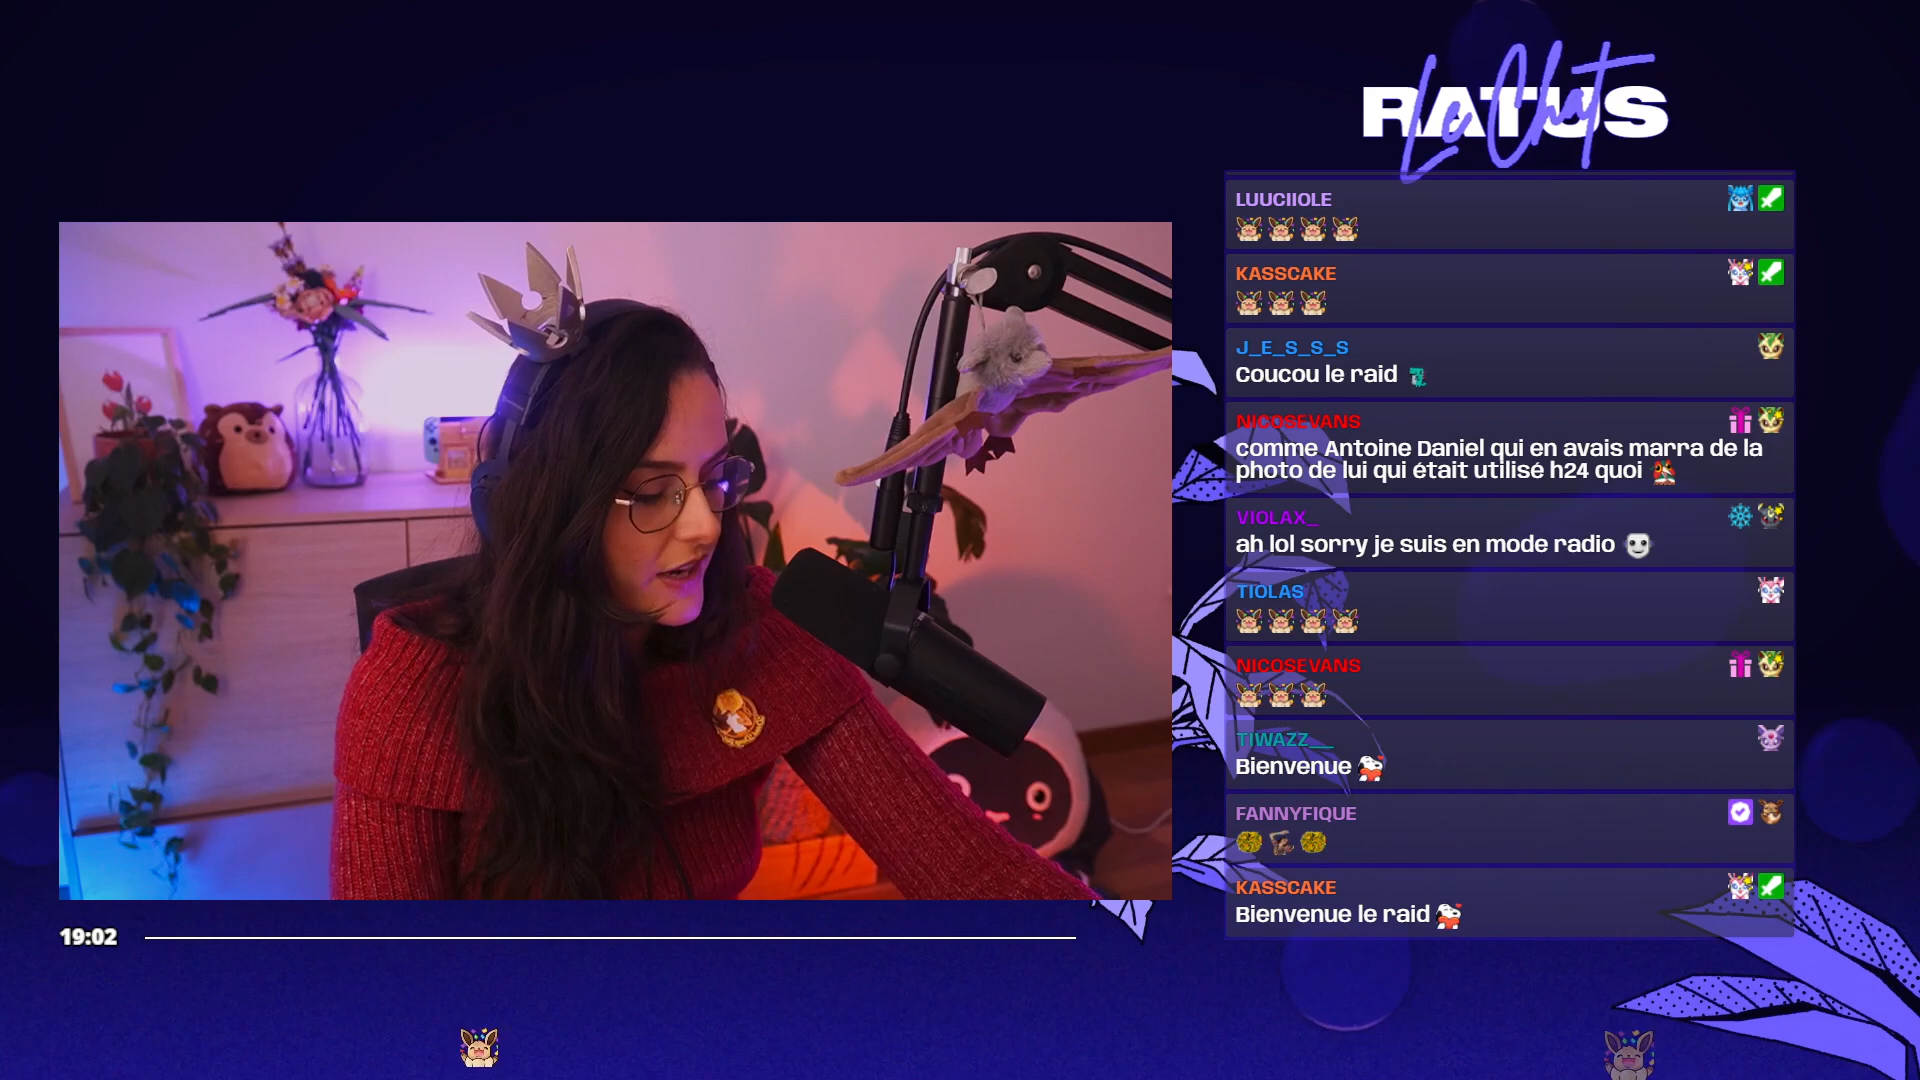 RATUS
Le Chat
LUUCIIOLE
KASSCAKE
J_E_S_S_S
Coucou le raid
NICOSEVANS
comme Antoine Daniel qui en avais marra de la
photo de lui qui était utilisé h24 quoi
VIOLAX_
ah lol sorry je suis en mode radio
TIOLAS
NICOSEVANS
TIWAZZ__
Bienvenue
FANNYFIQUE
KASSCAKE
Bienvenue le raid
19:02